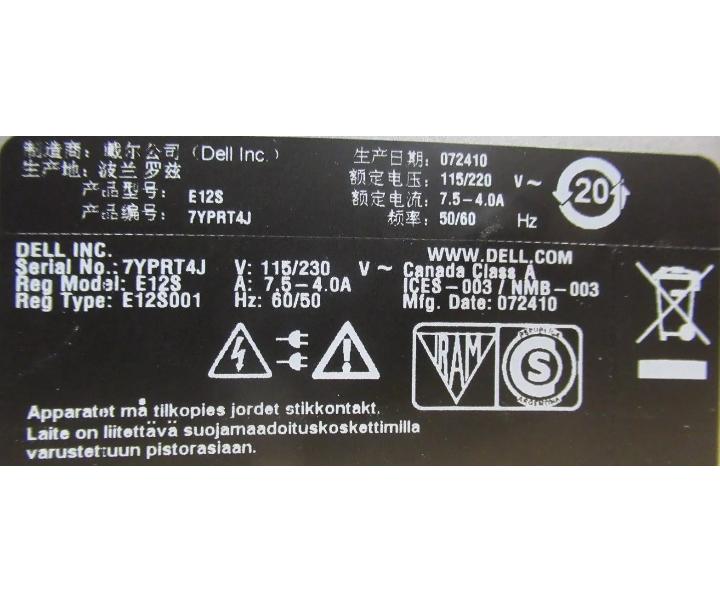 制造商：戴尔公司（Dell Inc.）
生产地：波兰罗兹
产品型号： E12S
产品编号： 7YPRT4J
生产日期：072410
额定电压：115/220 V～
额定电流：7.5-4.0A
频率：50/60 Hz
20
DELL INC.
Serial No.: 7YPRT4J
Reg Model: E12S
Reg Type: E12S001
V: 115/230 V～
A: 7.5-4.0A
Hz: 60/50
WWW.DELL.COM
Canada Class A
ICES-003 / NMB-003
Mfg. Date: 072410
IRAM
REPUBLICA
S
ARGENTINA
Apparatet må tilkoples jordet stikkontakt.
Laite on liitettävä suojamaadoituskoskettimilla
varustettuun pistorasiaan.